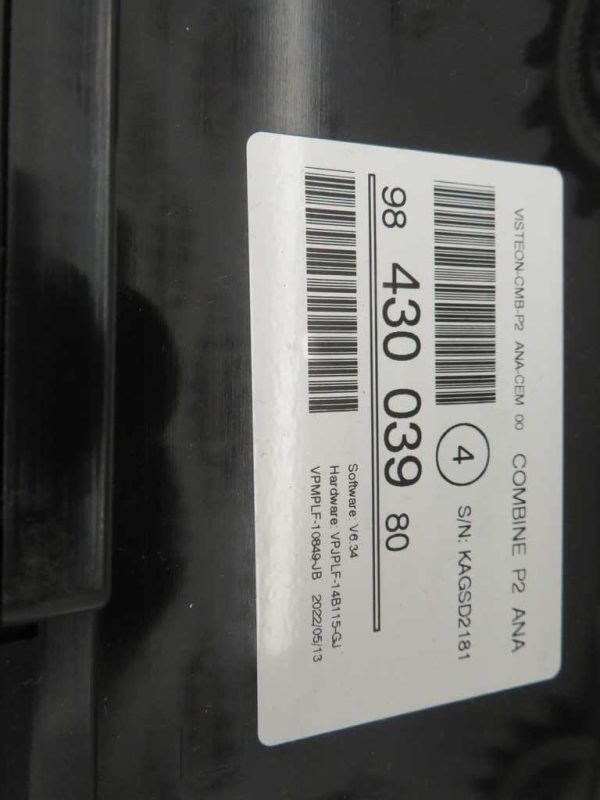 VISTEON-CMB-P2 ANA-CEM 00 COMBINE P2 ANA
4 S/N: KAGSD2181
98 430 039 80
Software: V6.34
Hardware: VPJPLF-14B115-GJ
VPMPLF-10849-JB 2022/05/13